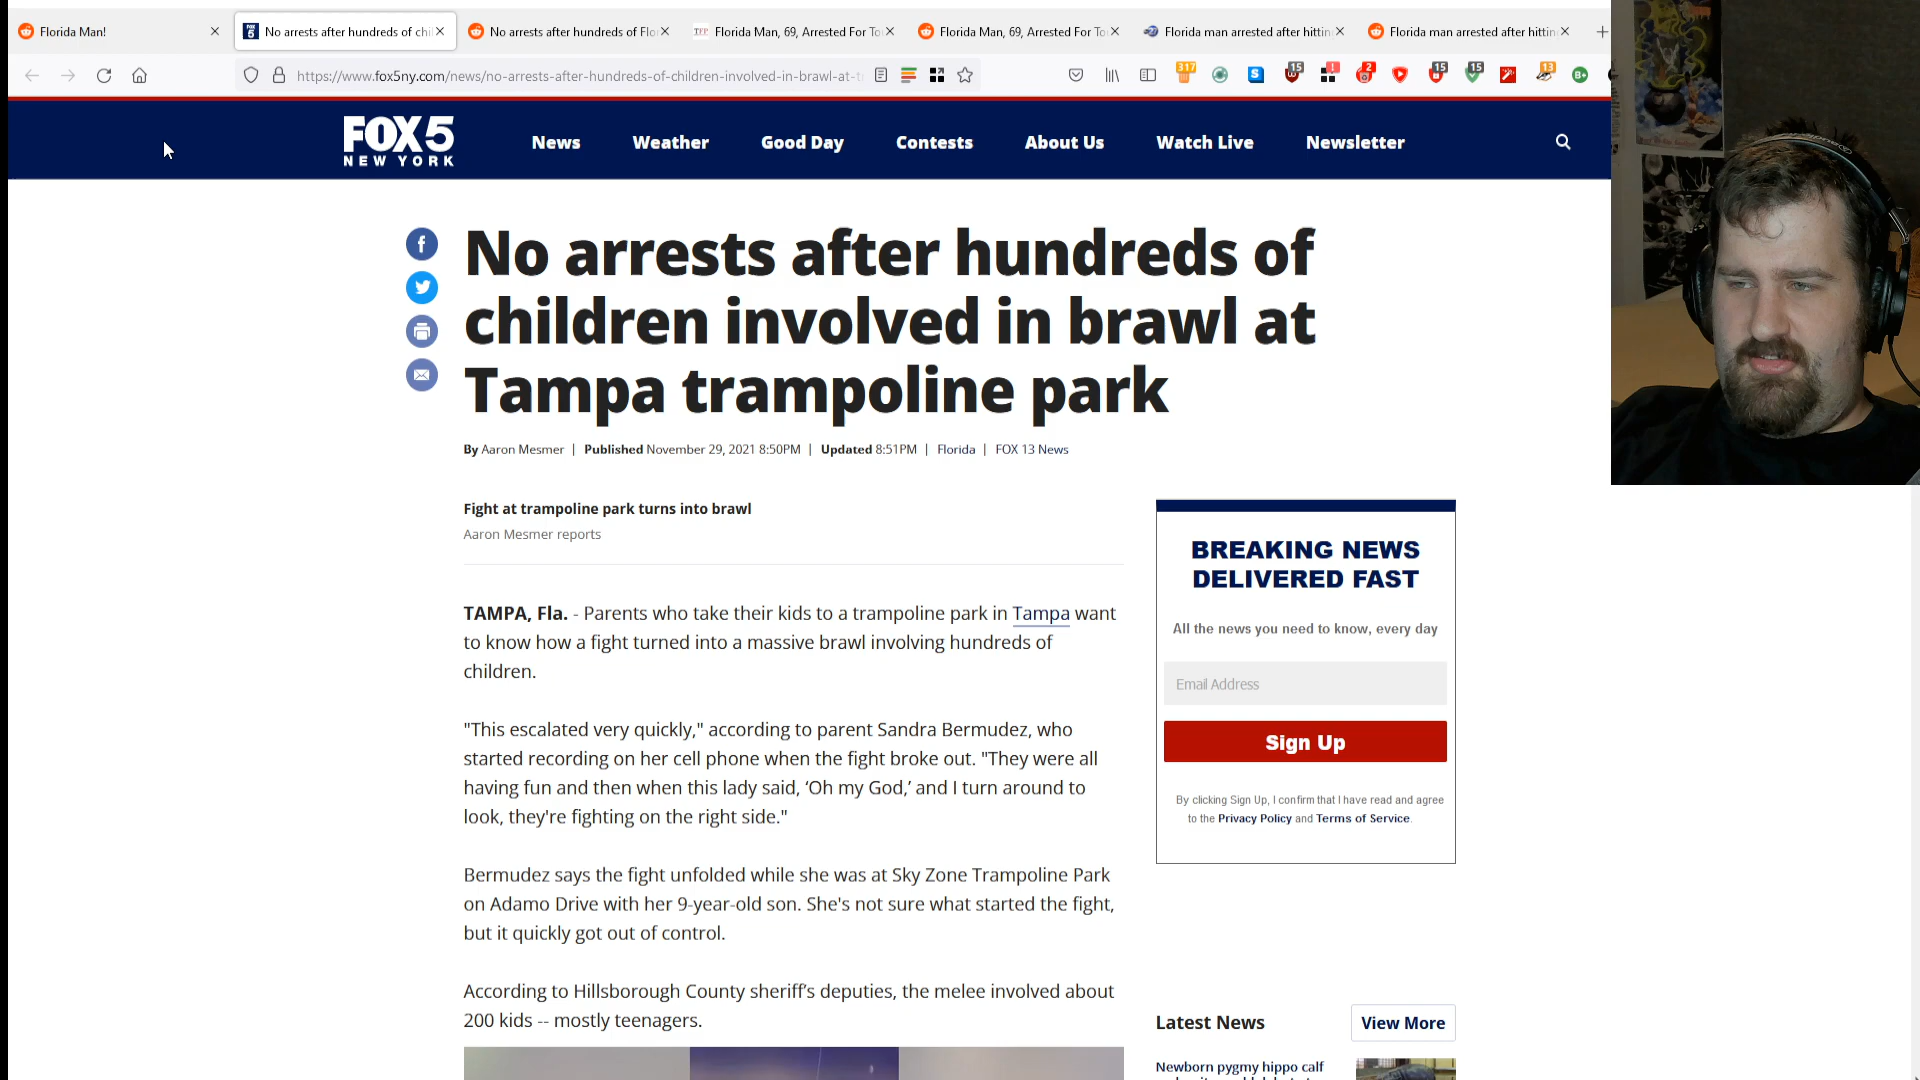 Florida Man!
No arrests after hundreds of chil
No arrests after hundreds of Flo
TFP
Florida Man, 69, Arrested For To
Florida Man, 69, Arrested For To
Florida man arrested after hittin
Florida man arrested after hittin
https://www.fox5ny.com/news/no-arrests-after-hundreds-of-children-involved-in-brawl-at-t
317
15
!
2
15
15
13
B+
FOX 5
NEW YORK
News
Weather
Good Day
Contests
About Us
Watch Live
Newsletter
No arrests after hundreds of
children involved in brawl at
Tampa trampoline park
By Aaron Mesmer | Published November 29, 2021 8:50PM | Updated 8:51PM | Florida | FOX 13 News
Fight at trampoline park turns into brawl
Aaron Mesmer reports
TAMPA, Fla. - Parents who take their kids to a trampoline park in Tampa want
to know how a fight turned into a massive brawl involving hundreds of
children.
"This escalated very quickly," according to parent Sandra Bermudez, who
started recording on her cell phone when the fight broke out. "They were all
having fun and then when this lady said, ‘Oh my God,’ and I turn around to
look, they're fighting on the right side."
Bermudez says the fight unfolded while she was at Sky Zone Trampoline Park
on Adamo Drive with her 9-year-old son. She's not sure what started the fight,
but it quickly got out of control.
According to Hillsborough County sheriff’s deputies, the melee involved about
200 kids -- mostly teenagers.
BREAKING NEWS
DELIVERED FAST
All the news you need to know, every day
Email Address
Sign Up
By clicking Sign Up, I confirm that I have read and agree
to the Privacy Policy and Terms of Service.
Latest News
View More
Newborn pygmy hippo calf